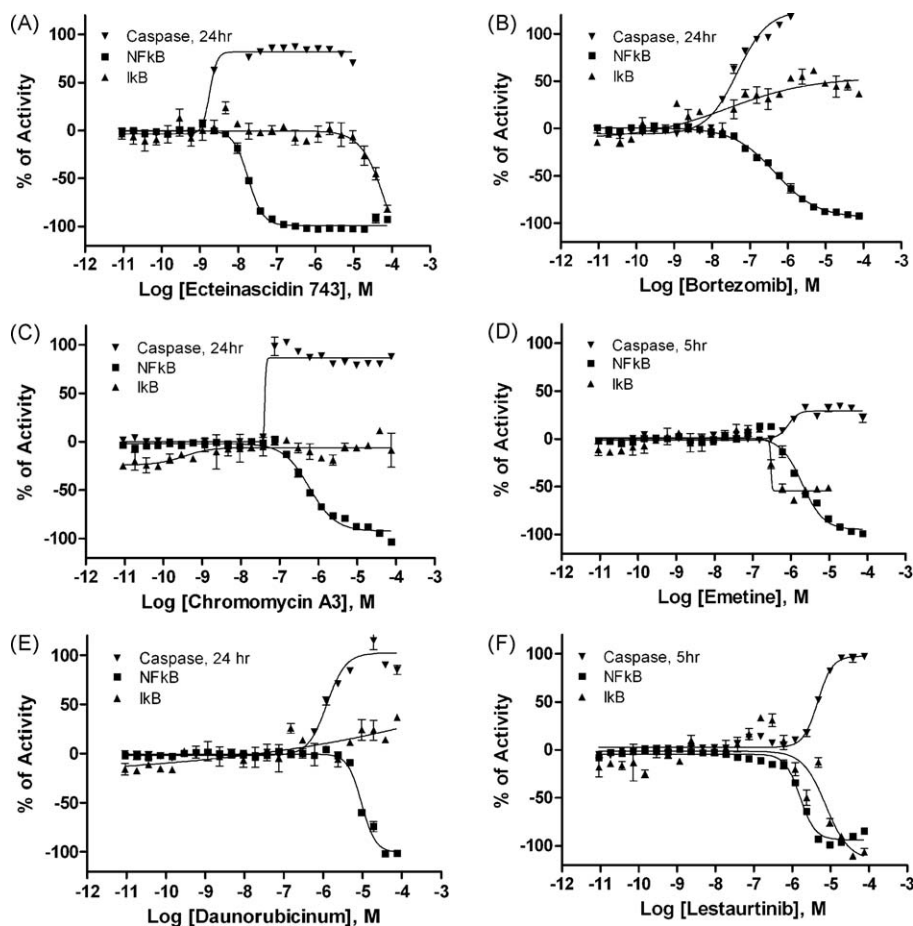 (A)
Caspase, 24hr
NFkB
IkB
% of Activity
100
50
0
-50
-100
-12 -11 -10 -9 -8 -7 -6 -5 -4 -3
Log [Ecteinascidin 743], M
(B)
Caspase, 24hr
NFkB
IkB
% of Activity
100
50
0
-50
-100
-12 -11 -10 -9 -8 -7 -6 -5 -4 -3
Log [Bortezomib], M
(C)
Caspase, 24hr
NFkB
IkB
% of Activity
100
50
0
-50
-100
-12 -11 -10 -9 -8 -7 -6 -5 -4 -3
Log [Chromomycin A3], M
(D)
Caspase, 5hr
NFkB
IkB
% of Activity
100
50
0
-50
-100
-12 -11 -10 -9 -8 -7 -6 -5 -4 -3
Log [Emetine], M
(E)
Caspase, 24 hr
NFkB
IkB
% of Activity
100
50
0
-50
-100
-12 -11 -10 -9 -8 -7 -6 -5 -4 -3
Log [Daunorubicinum], M
(F)
Caspase, 5hr
NFkB
IkB
% of Activity
100
50
0
-50
-100
-12 -11 -10 -9 -8 -7 -6 -5 -4 -3
Log [Lestaurtinib], M